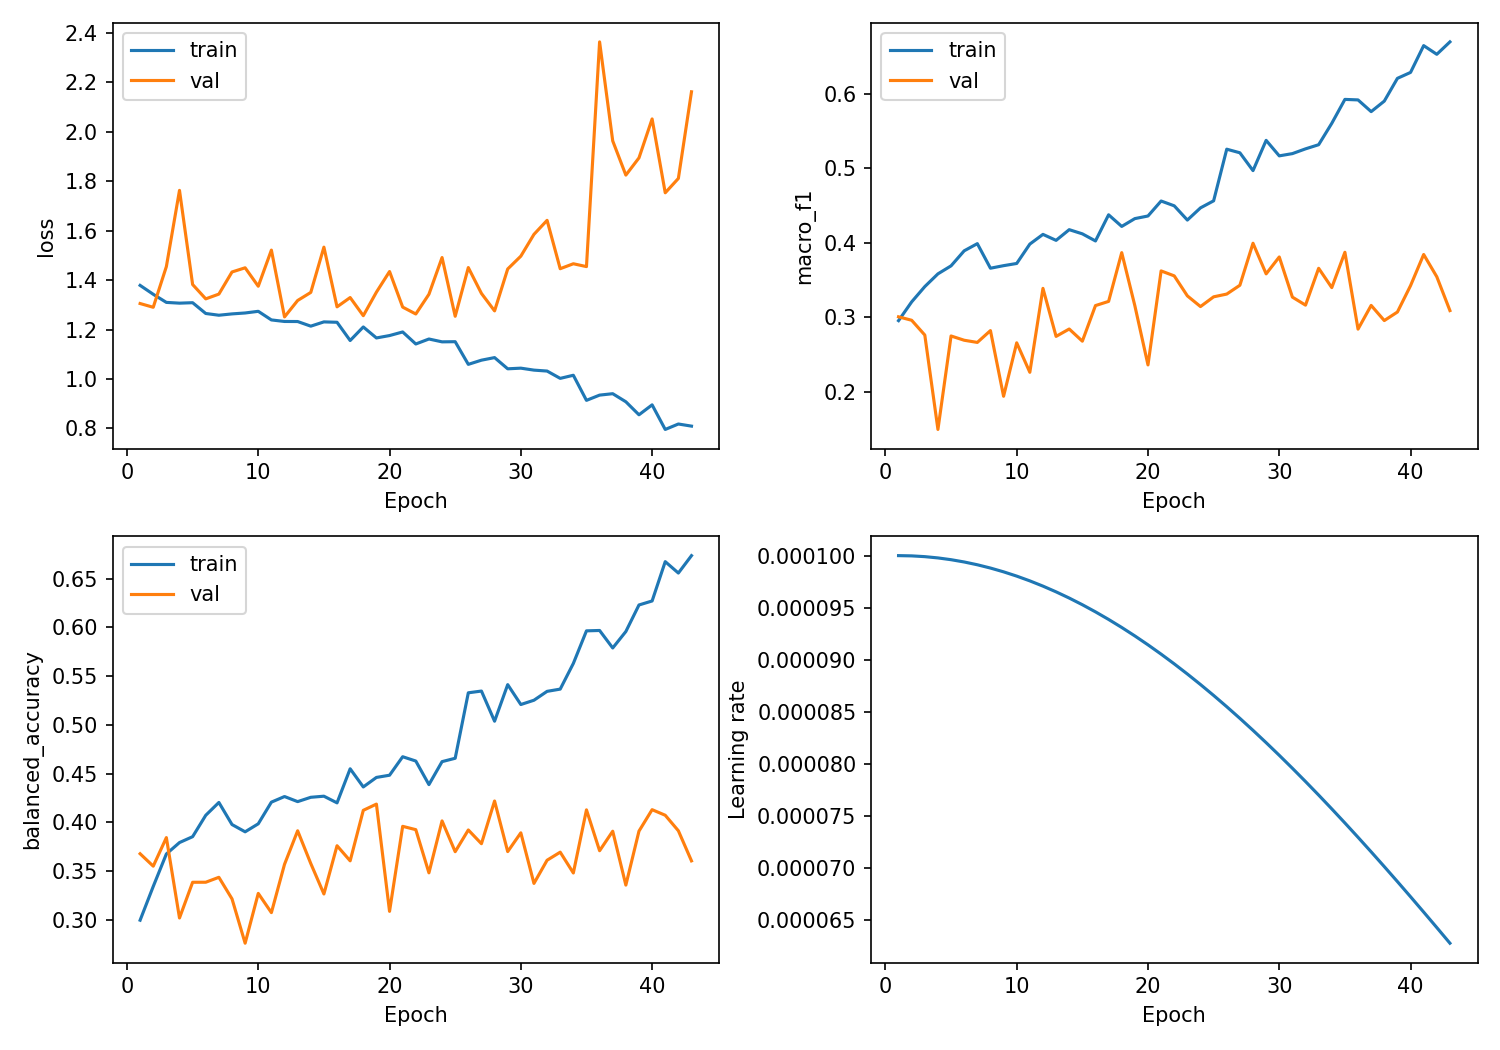 2.4
2.2
2.0
1.8
1.6
1.4
1.2
1.0
0.8
loss
train
val
0 10 20 30 40
Epoch
0.6
0.5
0.4
0.3
0.2
macro_f1
train
val
0 10 20 30 40
Epoch
0.65
0.60
0.55
0.50
0.45
0.40
0.35
0.30
balanced_accuracy
train
val
0 10 20 30 40
Epoch
0.000100
0.000095
0.000090
0.000085
0.000080
0.000075
0.000070
0.000065
Learning rate
0 10 20 30 40
Epoch